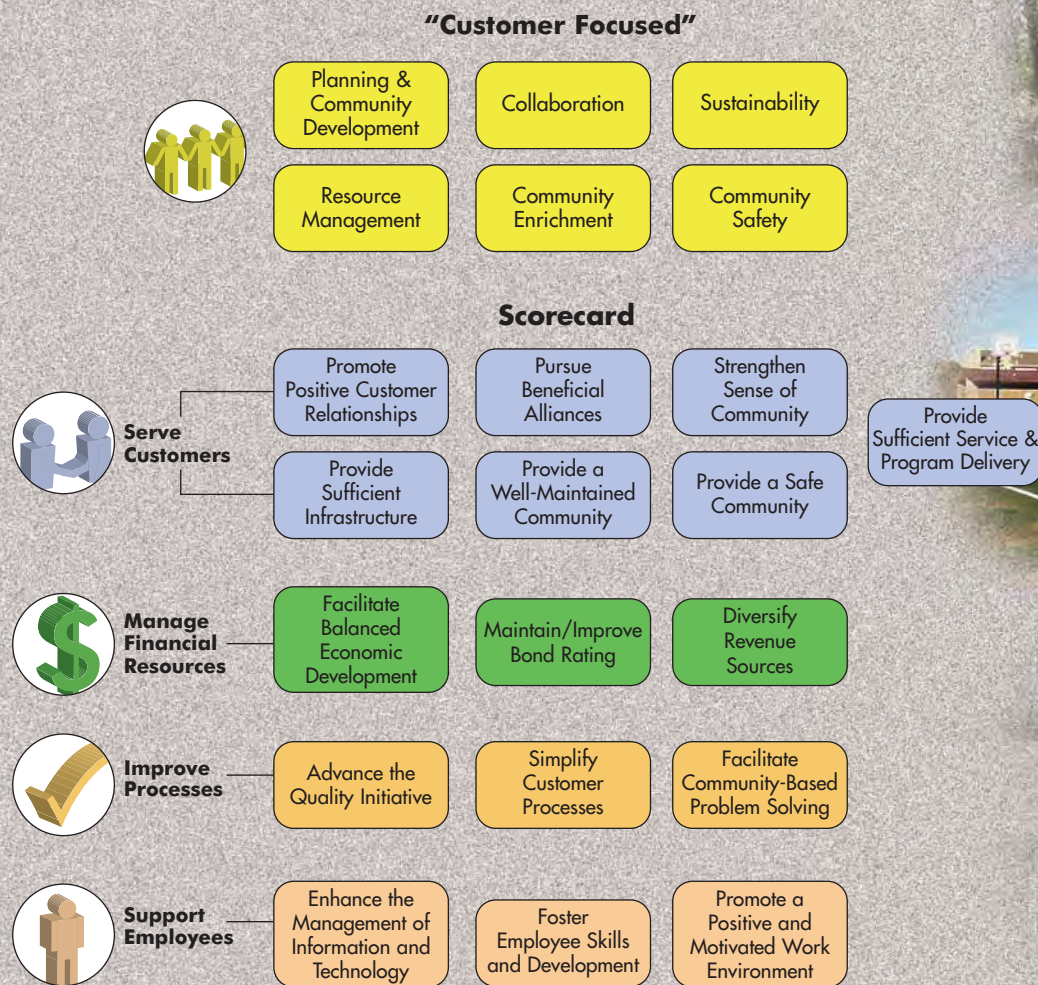 “Customer Focused”
Planning &
Community
Development
Collaboration
Sustainability
Resource
Management
Community
Enrichment
Community
Safety
Scorecard
Serve
Customers
Promote
Positive Customer
Relationships
Pursue
Beneficial
Alliances
Strengthen
Sense of
Community
Provide
Sufficient Service &
Program Delivery
Provide
Sufficient
Infrastructure
Provide a
Well-Maintained
Community
Provide a Safe
Community
Manage
Financial
Resources
Facilitate
Balanced
Economic
Development
Maintain/Improve
Bond Rating
Diversify
Revenue
Sources
Improve
Processes
Advance the
Quality Initiative
Simplify
Customer
Processes
Facilitate
Community-Based
Problem Solving
Support
Employees
Enhance the
Management of
Information and
Technology
Foster
Employee Skills
and Development
Promote a
Positive and
Motivated Work
Environment